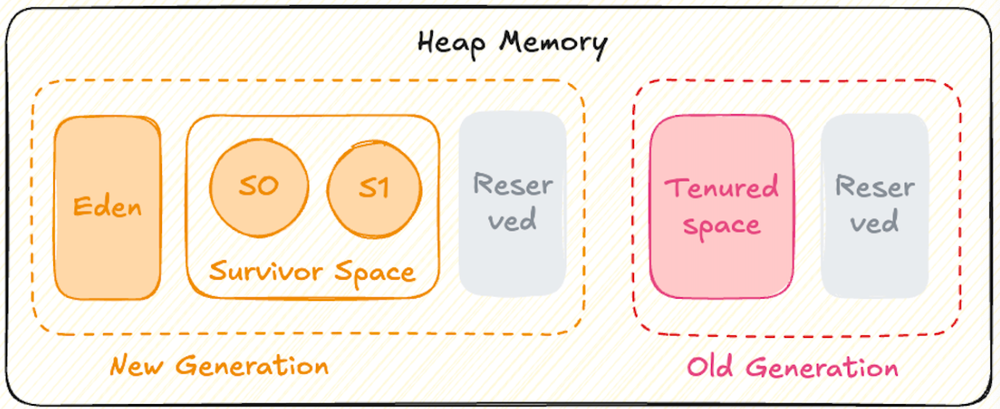 Heap Memory
Eden
S0
S1
Survivor Space
Reser
ved
Tenured
space
Reser
ved
New Generation
Old Generation